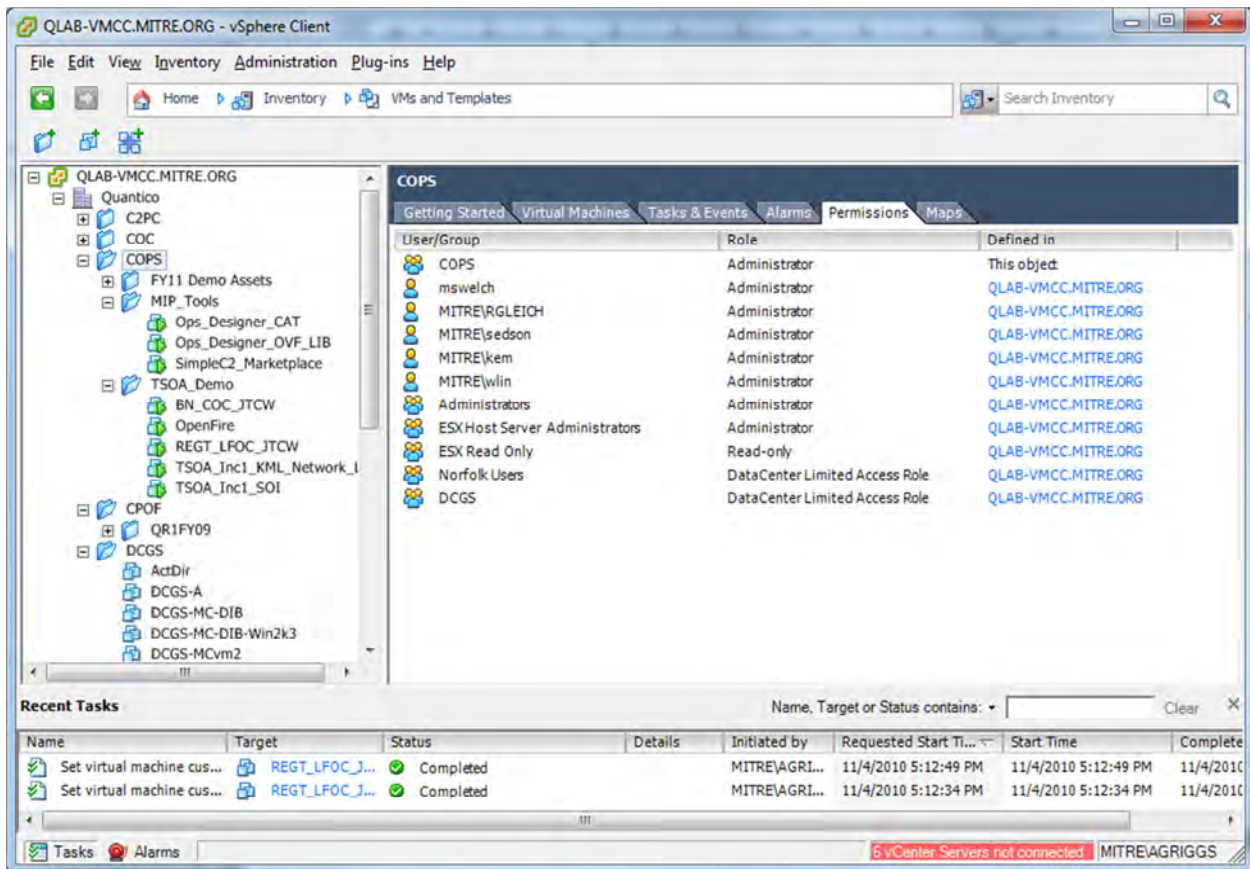 QLAB-VMCC.MITRE.ORG - vSphere Client
File Edit View Inventory Administration Plug-ins Help
Home Inventory VMs and Templates Search Inventory
QLAB-VMCC.MITRE.ORG
Quantico
C2PC
COC
COPS
FY11 Demo Assets
MIP_Tools
Ops_Designer_CAT
Ops_Designer_OVF_LIB
SimpleC2_Marketplace
TSOA_Demo
BN_COC_JTCW
OpenFire
REGT_LFOC_JTCW
TSOA_Inc1_KML_Network_L
TSOA_Inc1_SOI
CPOF
QR1FY09
DCGS
ActDir
DCGS-A
DCGS-MC-DIB
DCGS-MC-DIB-Win2k3
DCGS-MCvm2
COPS
Getting Started Virtual Machines Tasks & Events Alarms Permissions Maps
User/Group Role Defined in
COPS Administrator This object
mswelch Administrator QLAB-VMCC.MITRE.ORG
MITRE\RGLEICH Administrator QLAB-VMCC.MITRE.ORG
MITRE\sedson Administrator QLAB-VMCC.MITRE.ORG
MITRE\kem Administrator QLAB-VMCC.MITRE.ORG
MITRE\wlin Administrator QLAB-VMCC.MITRE.ORG
Administrators Administrator QLAB-VMCC.MITRE.ORG
ESX Host Server Administrators Administrator QLAB-VMCC.MITRE.ORG
ESX Read Only Read-only QLAB-VMCC.MITRE.ORG
Norfolk Users DataCenter Limited Access Role QLAB-VMCC.MITRE.ORG
DCGS DataCenter Limited Access Role QLAB-VMCC.MITRE.ORG
Recent Tasks Name, Target or Status contains: Clear
Name Target Status Details Initiated by Requested Start Ti... Start Time Complete
Set virtual machine cus... REGT_LFOC_J... Completed MITRE\AGRI... 11/4/2010 5:12:49 PM 11/4/2010 5:12:49 PM 11/4/2010
Set virtual machine cus... REGT_LFOC_J... Completed MITRE\AGRI... 11/4/2010 5:12:34 PM 11/4/2010 5:12:34 PM 11/4/2010
Tasks Alarms 6 vCenter Servers not connected MITRE\AGRIGGS